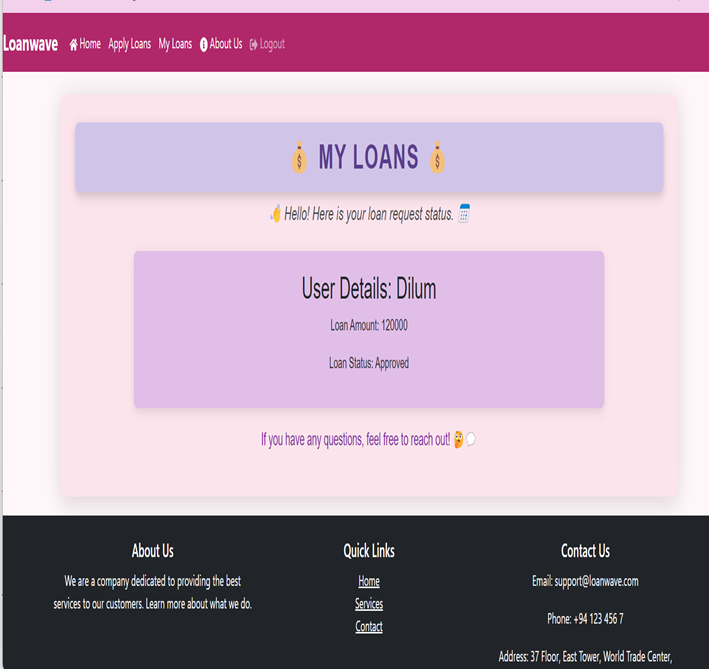 Loanwave Home Apply Loans My Loans About Us Logout
MY LOANS
Hello! Here is your loan request status.
User Details: Dilum
Loan Amount: 120000
Loan Status: Approved
If you have any questions, feel free to reach out!
About Us
We are a company dedicated to providing the best
services to our customers. Learn more about what we do.
Quick Links
Home
Services
Contact
Contact Us
Email: support@loanwave.com
Phone: +94 123 456 7
Address: 37 Floor, East Tower, World Trade Center,